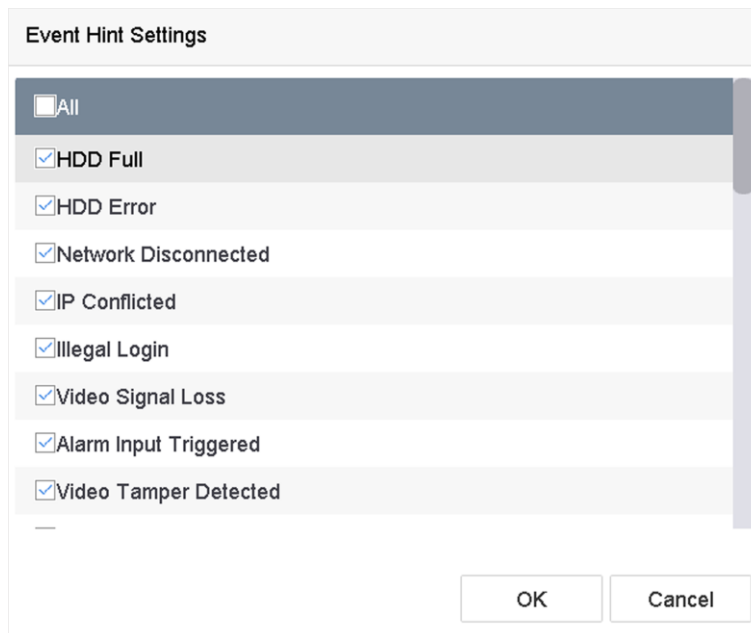 Event Hint Settings
All
HDD Full
HDD Error
Network Disconnected
IP Conflicted
Illegal Login
Video Signal Loss
Alarm Input Triggered
Video Tamper Detected
OK Cancel